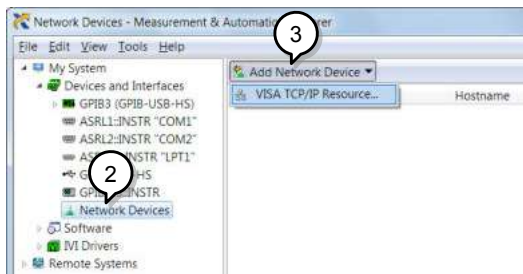 Network Devices - Measurement & Automation Explorer
File Edit View Tools Help
3
My System
Devices and Interfaces
GPIB3 (GPIB-USB-HS)
ASRL1::INSTR "COM1"
ASRL2::INSTR "COM2"
INSTR "LPT1"
HS
INSTR
2
Network Devices
Software
IVI Drivers
Remote Systems
Add Network Device
VISA TCP/IP Resource...
Hostname